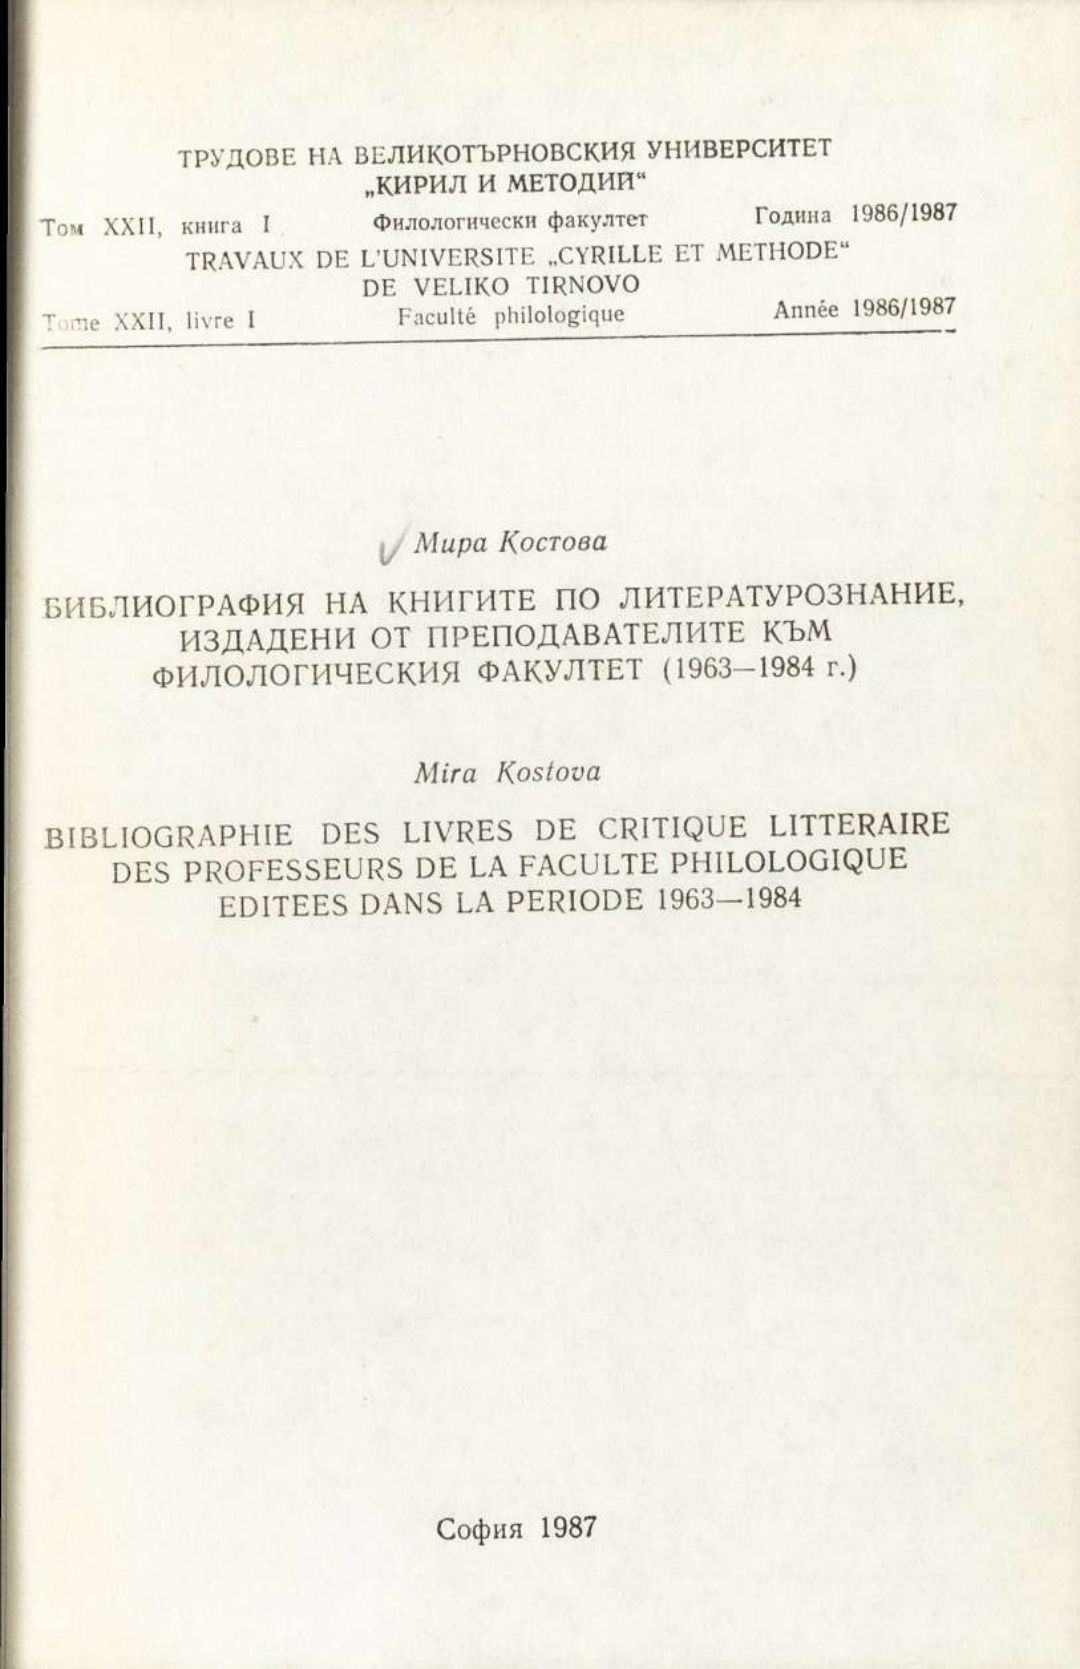 ТРУДОВЕ НА ВЕЛИКОТЪРНОВСКИЯ УНИВЕРСИТЕТ
„КИРИЛ И МЕТОДИЙ“
Том XXII, книга I Филологически факултет Година 1986/1987
TRAVAUX DE L'UNIVERSITE „CYRILLE ET METHODE“
DE VELIKO TIRNOVO
Tome XXII, livre I Faculté philologique Année 1986/1987
Мира Костова
БИБЛИОГРАФИЯ НА КНИГИТЕ ПО ЛИТЕРАТУРОЗНАНИЕ,
ИЗДАДЕНИ ОТ ПРЕПОДАВАТЕЛИТЕ КЪМ
ФИЛОЛОГИЧЕСКИЯ ФАКУЛТЕТ (1963—1984 г.)
Mira Kostova
BIBLIOGRAPHIE DES LIVRES DE CRITIQUE LITTERAIRE
DES PROFESSEURS DE LA FACULTE PHILOLOGIQUE
EDITEES DANS LA PERIODE 1963—1984
София 1987